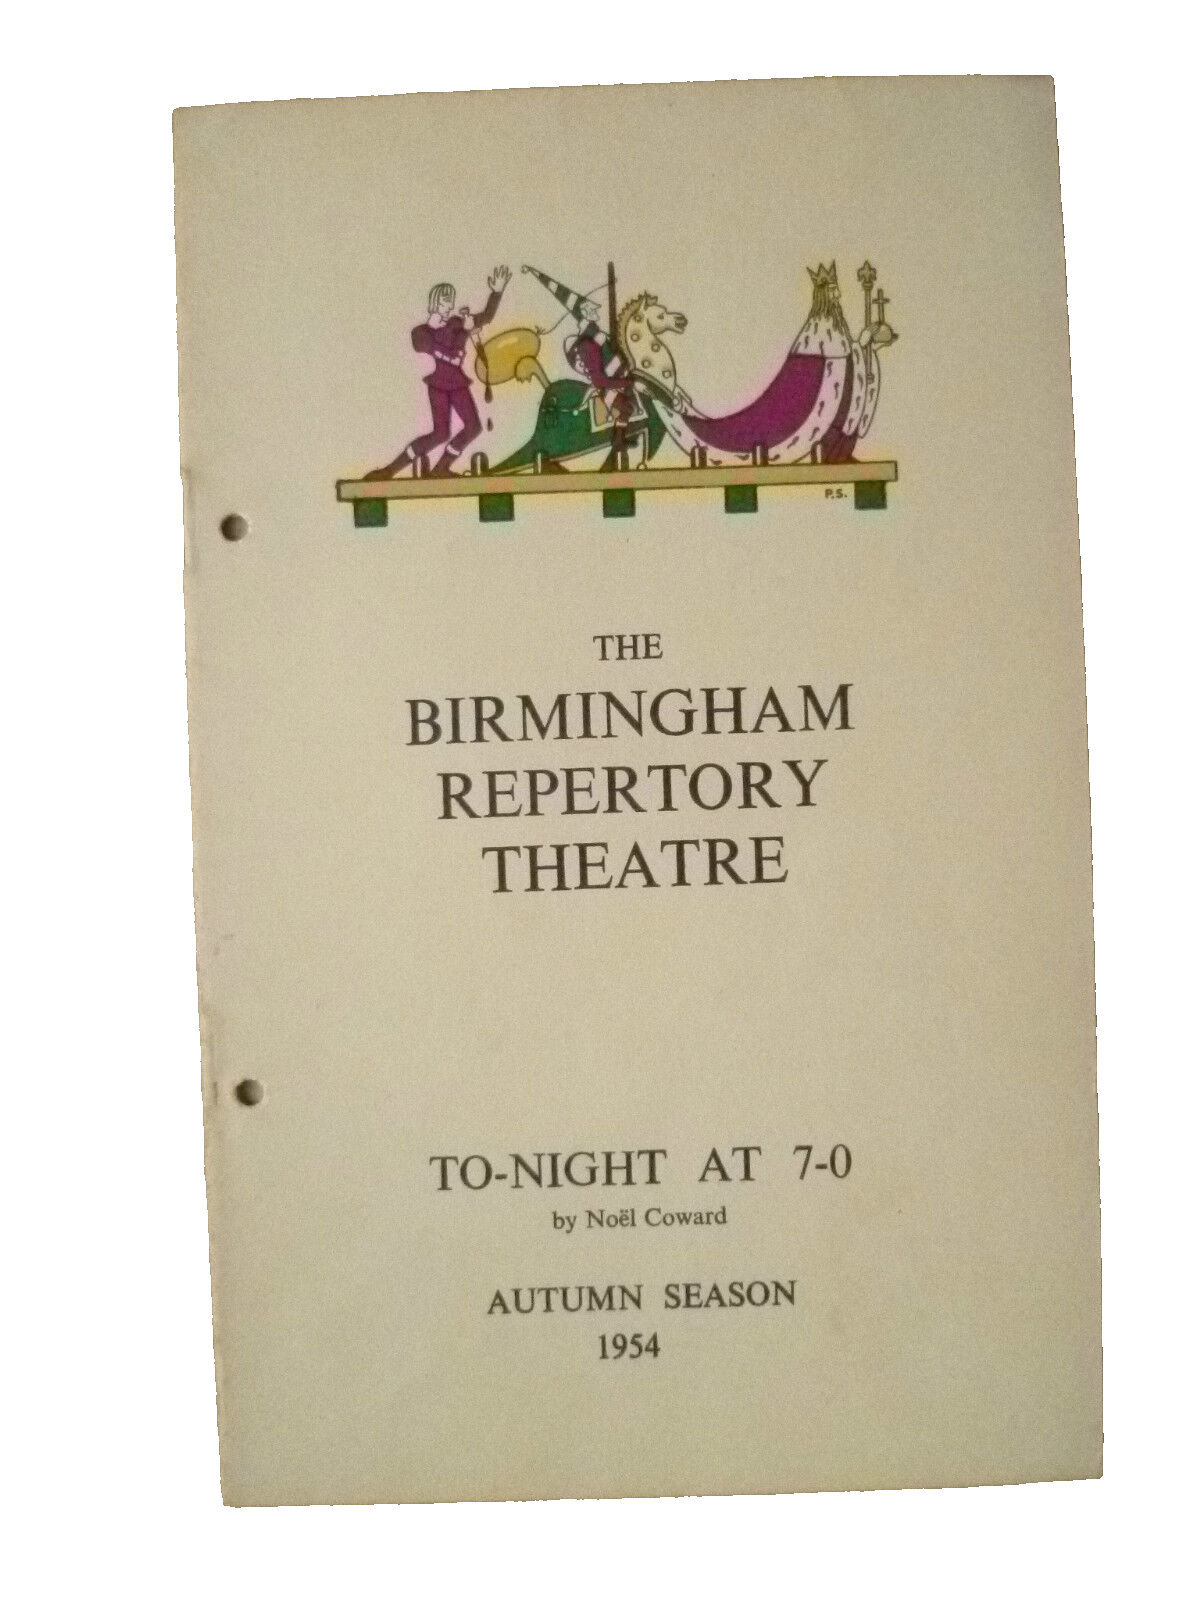 P.S.
THE
BIRMINGHAM
REPERTORY
THEATRE
TO-NIGHT AT 7-0
by Noël Coward
AUTUMN SEASON
1954